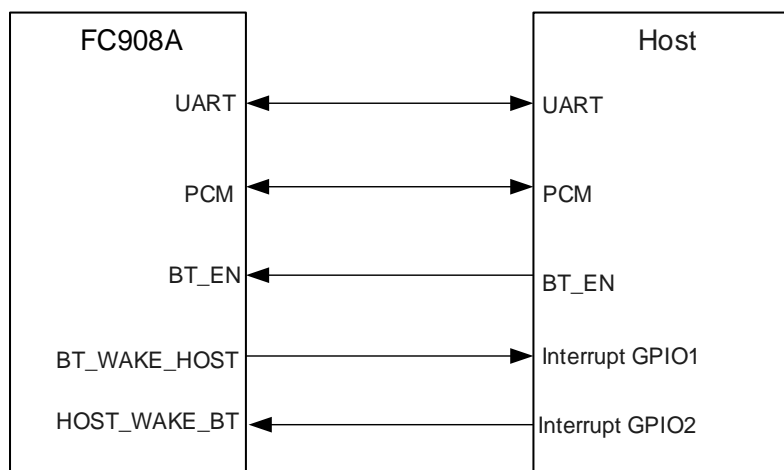 FC908A Host
UART UART
PCM PCM
BT_EN BT_EN
BT_WAKE_HOST Interrupt GPIO1
HOST_WAKE_BT Interrupt GPIO2